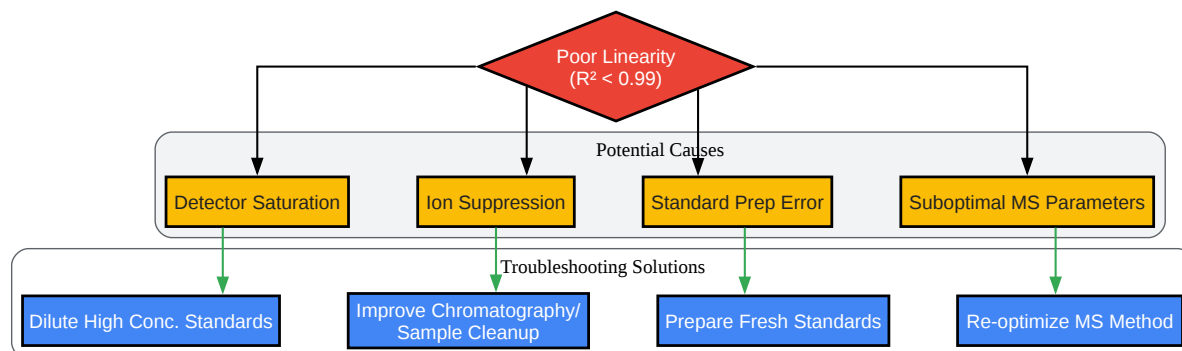 Poor Linearity
(R² < 0.99)
Potential Causes
Detector Saturation
Ion Suppression
Standard Prep Error
Suboptimal MS Parameters
Troubleshooting Solutions
Dilute High Conc. Standards
Improve Chromatography/
Sample Cleanup
Prepare Fresh Standards
Re-optimize MS Method